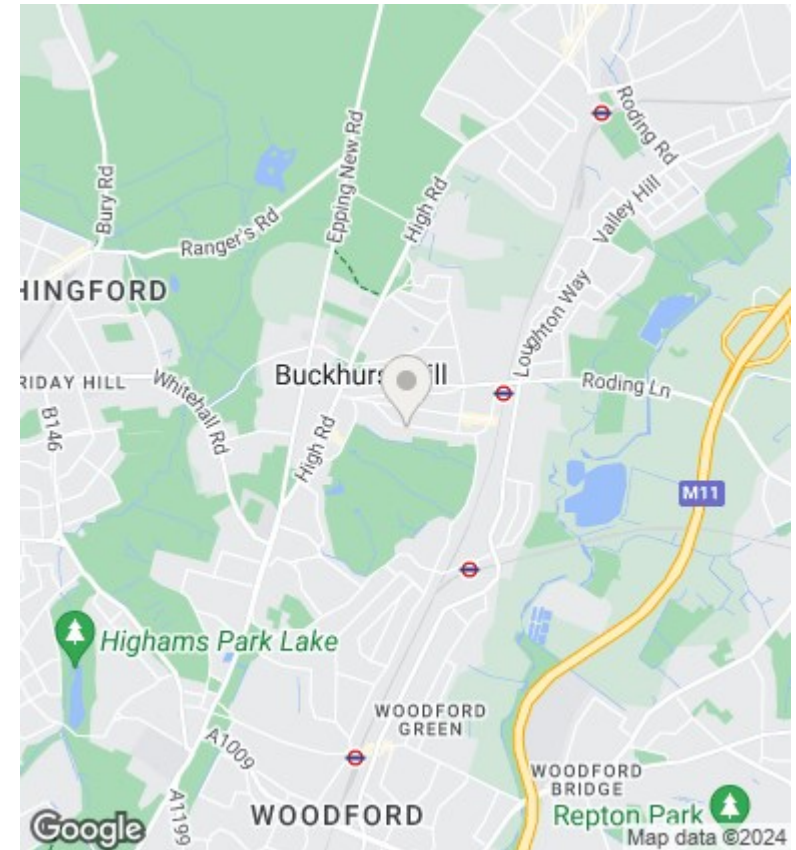 Roding Rd
Epping New Rd
Bury Rd
High Rd
Valley Hill
Ranger's Rd
HINGFORD
Loughton Way
Buckhurst Hill
RIDAY HILL
Whitehall Rd
Roding Ln
B146
High Rd
M11
Highams Park Lake
WOODFORD
GREEN
A1009
WOODFORD
BRIDGE
A1199
WOODFORD
Repton Park
Google
Map data ©2024